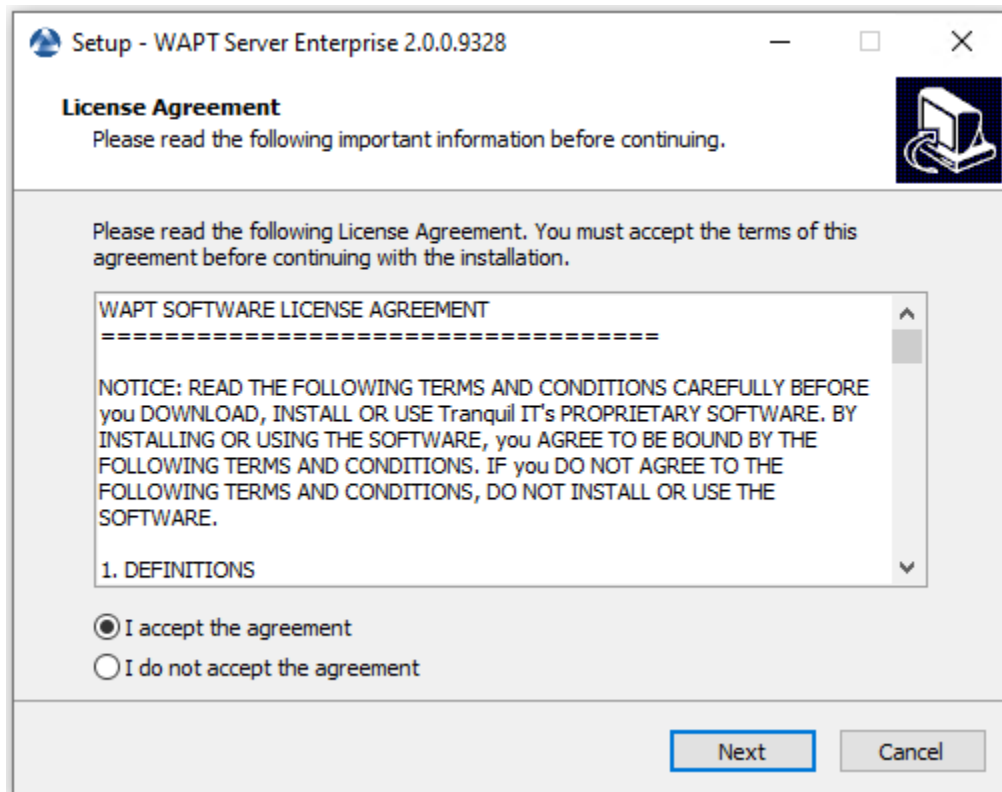 Setup - WAPT Server Enterprise 2.0.0.9328
License Agreement
Please read the following important information before continuing.
Please read the following License Agreement. You must accept the terms of this
agreement before continuing with the installation.
WAPT SOFTWARE LICENSE AGREEMENT
===================================
NOTICE: READ THE FOLLOWING TERMS AND CONDITIONS CAREFULLY BEFORE
you DOWNLOAD, INSTALL OR USE Tranquil IT's PROPRIETARY SOFTWARE. BY
INSTALLING OR USING THE SOFTWARE, you AGREE TO BE BOUND BY THE
FOLLOWING TERMS AND CONDITIONS. IF you DO NOT AGREE TO THE
FOLLOWING TERMS AND CONDITIONS, DO NOT INSTALL OR USE THE
SOFTWARE.
1. DEFINITIONS
I accept the agreement
I do not accept the agreement
Next Cancel